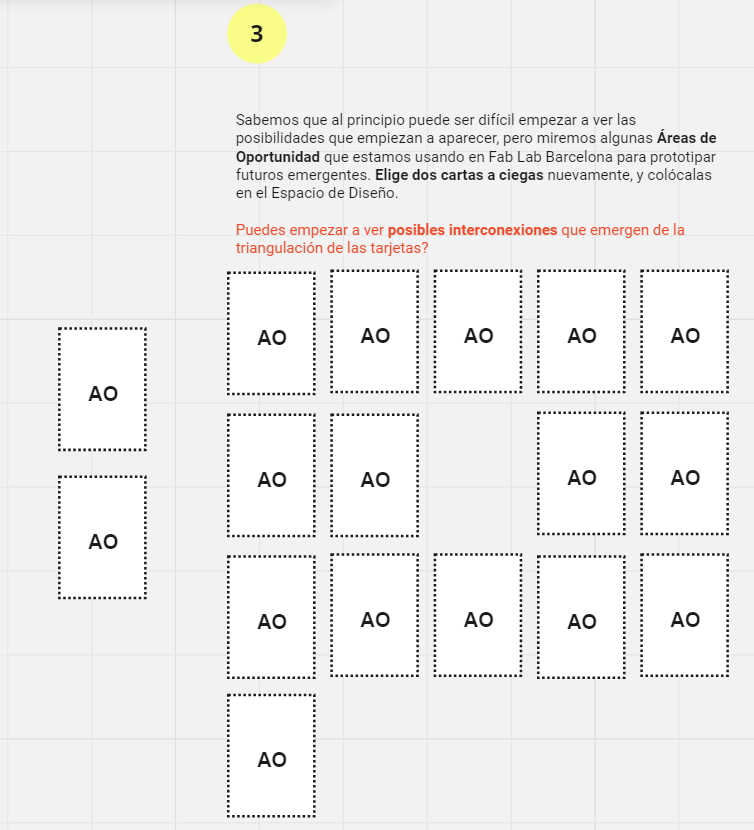 3
Sabemos que al principio puede ser difícil empezar a ver las
posibilidades que empiezan a aparecer, pero miremos algunas Áreas de
Oportunidad que estamos usando en Fab Lab Barcelona para prototipar
futuros emergentes. Elige dos cartas a ciegas nuevamente, y colócalas
en el Espacio de Diseño.
Puedes empezar a ver posibles interconexiones que emergen de la
triangulación de las tarjetas?
AO AO AO AO AO
AO
AO AO AO AO
AO
AO AO AO AO AO
AO